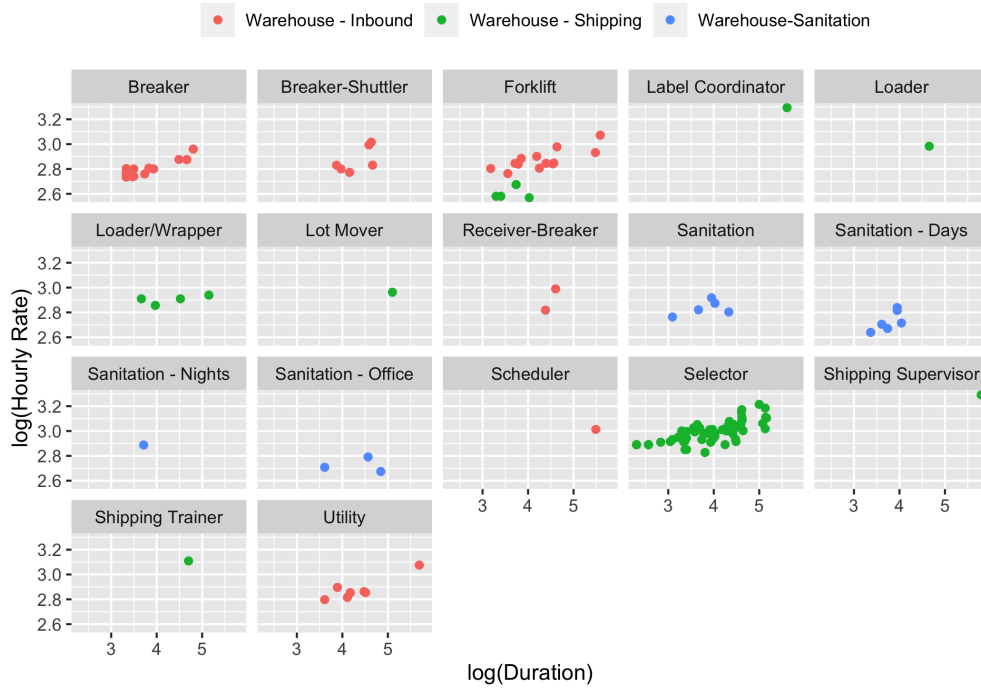 Warehouse - Inbound Warehouse - Shipping Warehouse-Sanitation
Breaker Breaker-Shuttler Forklift Label Coordinator Loader
3.2
3.0
2.8
2.6
Loader/Wrapper Lot Mover Receiver-Breaker Sanitation Sanitation - Days
3.2
3.0
2.8
2.6
log(Hourly Rate)
Sanitation - Nights Sanitation - Office Scheduler Selector Shipping Supervisor
3.2
3.0
2.8
2.6
3 4 5 3 4 5 3 4 5
Shipping Trainer Utility
3.2
3.0
2.8
2.6
3 4 5 3 4 5
log(Duration)